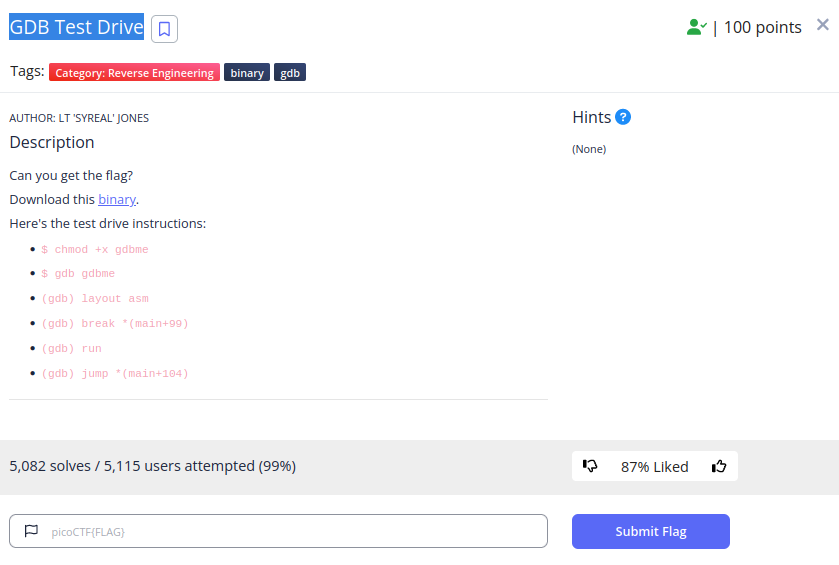 GDB Test Drive
| 100 points
Tags: Category: Reverse Engineering binary gdb
AUTHOR: LT 'SYREAL' JONES
Description
Can you get the flag?
Download this binary.
Here's the test drive instructions:
$ chmod +x gdbme
$ gdb gdbme
(gdb) layout asm
(gdb) break *(main+99)
(gdb) run
(gdb) jump *(main+104)
Hints ?
(None)
5,082 solves / 5,115 users attempted (99%)
87% Liked
picoCTF{FLAG}
Submit Flag